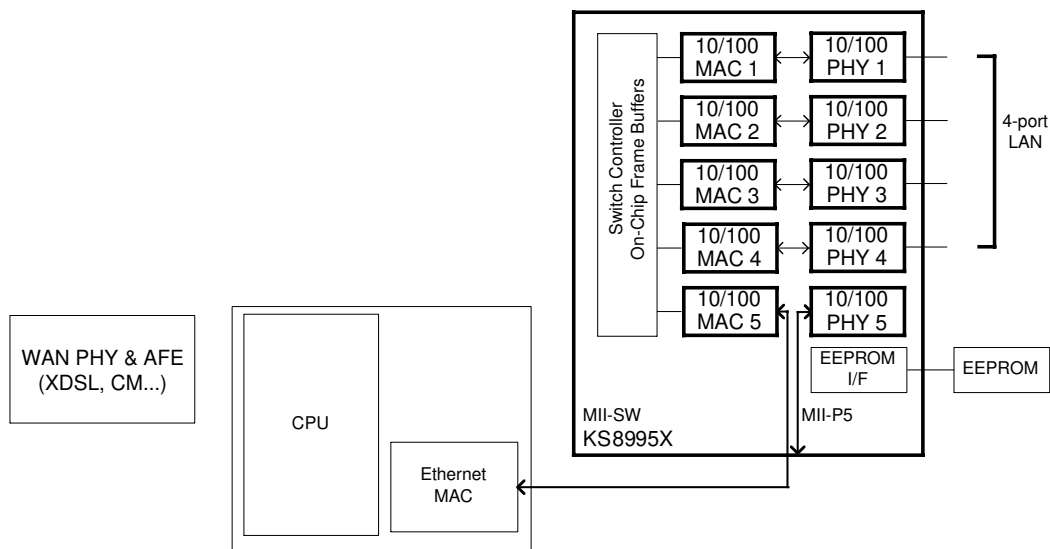 Switch Controller
On-Chip Frame Buffers
10/100
MAC 1
10/100
PHY 1
10/100
MAC 2
10/100
PHY 2
10/100
MAC 3
10/100
PHY 3
10/100
MAC 4
10/100
PHY 4
10/100
MAC 5
10/100
PHY 5
4-port
LAN
EEPROM
I/F
EEPROM
MII-SW
MII-P5
KS8995X
WAN PHY & AFE
(XDSL, CM...)
CPU
Ethernet
MAC